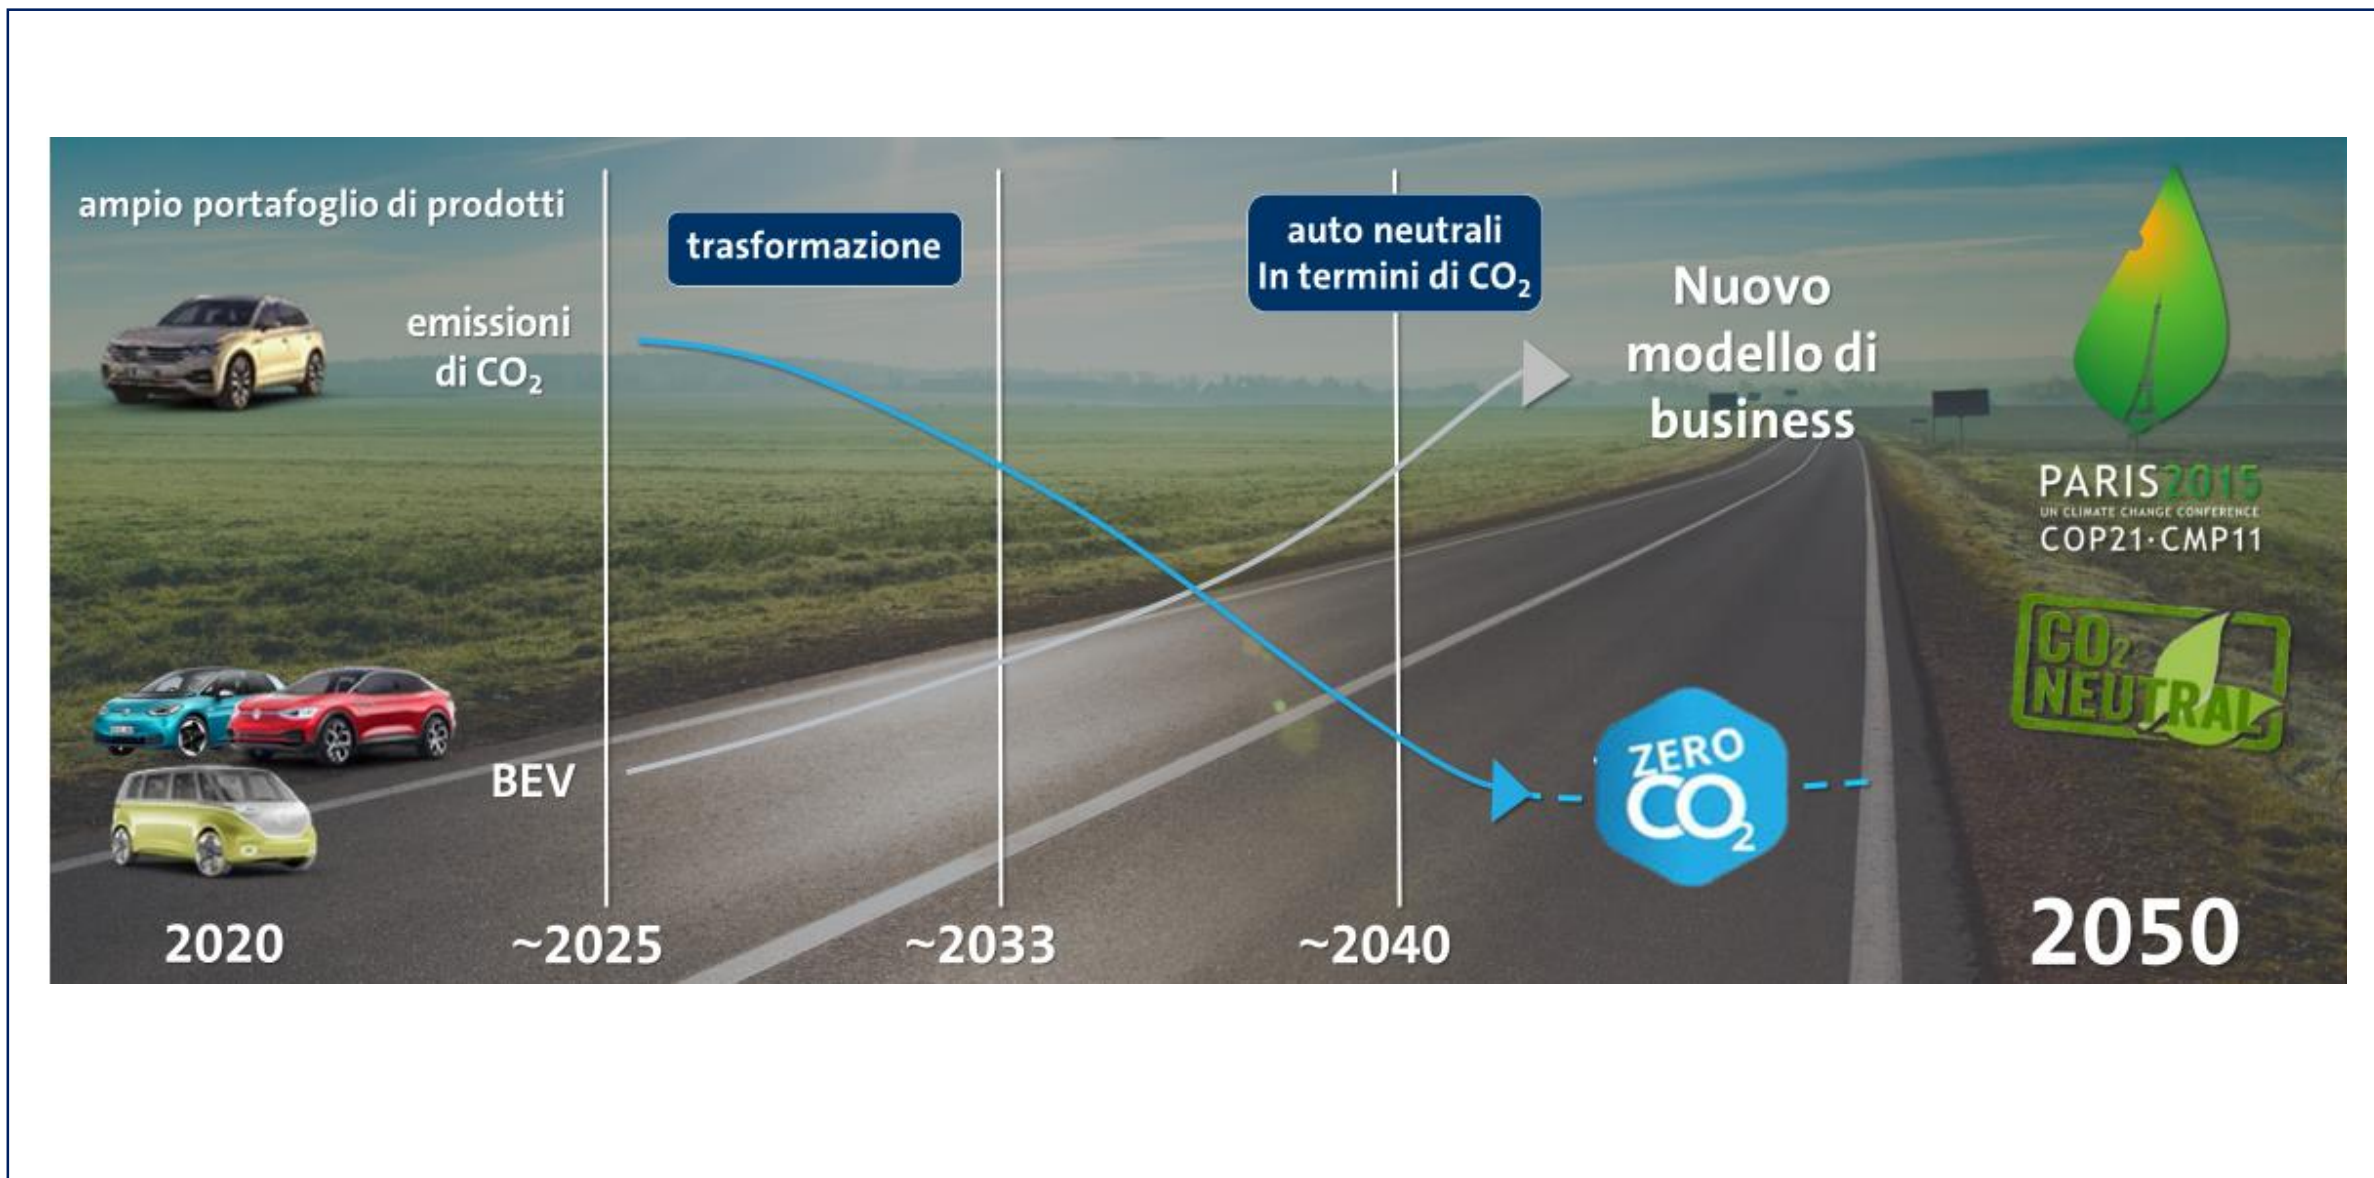 ampio portafoglio di prodotti
emissioni
di CO₂
BEV
trasformazione
auto neutrali
In termini di CO₂
Nuovo
modello di
business
ZERO
CO₂
PARIS2015
UN CLIMATE CHANGE CONFERENCE
COP21·CMP11
CO₂
NEUTRAL
2020
~2025
~2033
~2040
2050